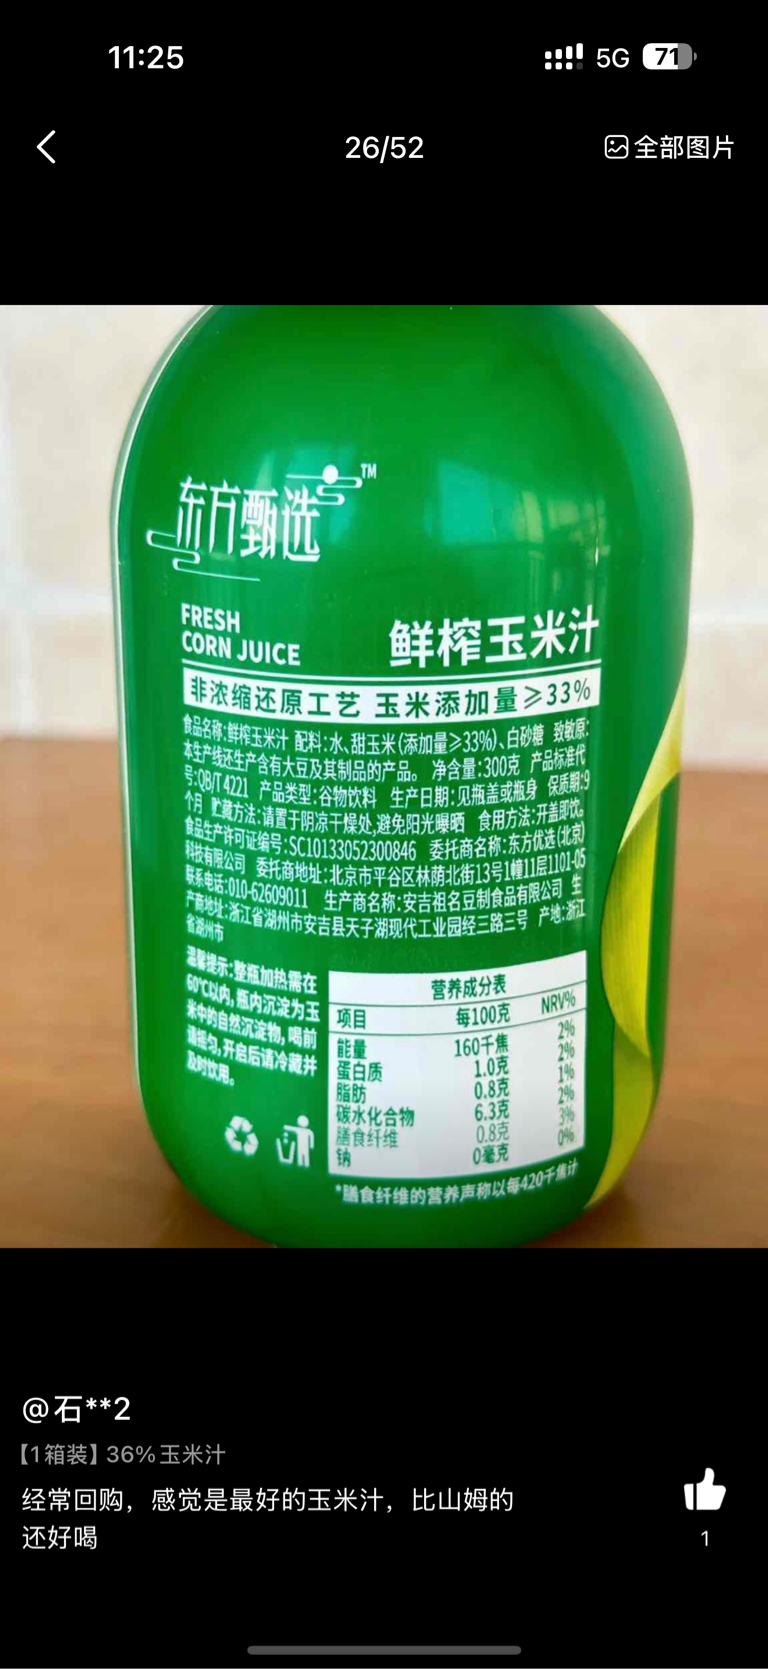 11:25
5G
71
26/52
全部图片
东方甄选™
FRESH
CORN JUICE
鲜榨玉米汁
非浓缩还原工艺 玉米添加量≥33%
食品名称:鲜榨玉米汁 配料:水、甜玉米(添加量≥33%)、白砂糖 致敏原:
本生产线还生产含有大豆及其制品的产品。 净含量:300克 产品标准代
号:QB/T 4221 产品类型:谷物饮料 生产日期:见瓶盖或瓶身 保质期:9
个月 贮藏方法:请置于阴凉干燥处,避免阳光曝晒 食用方法:开盖即饮。
食品生产许可证编号:SC10133052300846 委托商名称:东方优选(北京)
科技有限公司 委托商地址:北京市平谷区林荫北街13号1幢11层1101-05
联系电话:010-62609011 生产商名称:安吉祖名豆制食品有限公司 生
产商地址:浙江省湖州市安吉县天子湖现代工业园经三路三号 产地:浙江
省湖州市
温馨提示:整瓶加热需在
60℃以内,瓶内沉淀为玉
米中的自然沉淀物,喝前
请摇匀,开启后请冷藏并
及时饮用。
营养成分表
项目 每100克 NRV%
能量 160千焦 2%
蛋白质 1.0克 2%
脂肪 0.8克 1%
碳水化合物 6.3克 2%
膳食纤维 0.8克 3%
钠 0毫克 0%
*膳食纤维的营养声称以每420千焦计
@石**2
【1箱装】36%玉米汁
经常回购，感觉是最好的玉米汁，比山姆的
还好喝
1